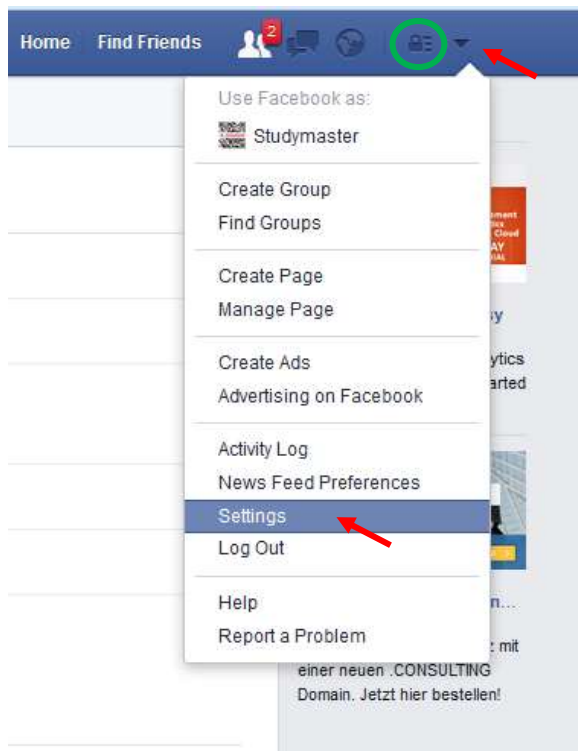 Home Find Friends 2
Use Facebook as:
Studymaster
Create Group
Find Groups
Create Page
Manage Page
Create Ads
Advertising on Facebook
Activity Log
News Feed Preferences
Settings
Log Out
Help
Report a Problem
Cloud
AY
ytics
arted
n...
mit
einer neuen .CONSULTING
Domain. Jetzt hier bestellen!